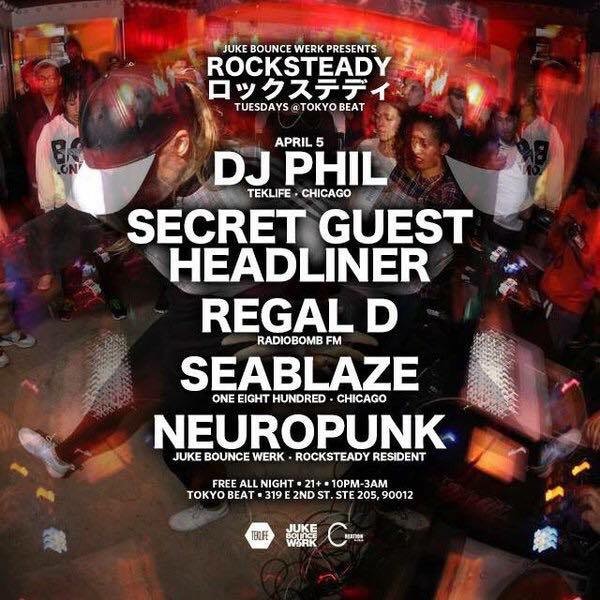 JUKE BOUNCE WERK PRESENTS
ROCKSTEADY
ロックステディ
TUESDAYS @ TOKYO BEAT
APRIL 5
DJ PHIL
TEKLIFE • CHICAGO
SECRET GUEST
HEADLINER
REGAL D
RADIOBOMB FM
SEABLAZE
ONE EIGHT HUNDRED • CHICAGO
NEUROPUNK
JUKE BOUNCE WERK • ROCKSTEADY RESIDENT
FREE ALL NIGHT ▪ 21+ ▪ 10PM-3AM
TOKYO BEAT ▪ 319 E 2ND ST. STE 205, 90012
TEKLIFE
JUKE
BOUNCE
WERK
CREATION